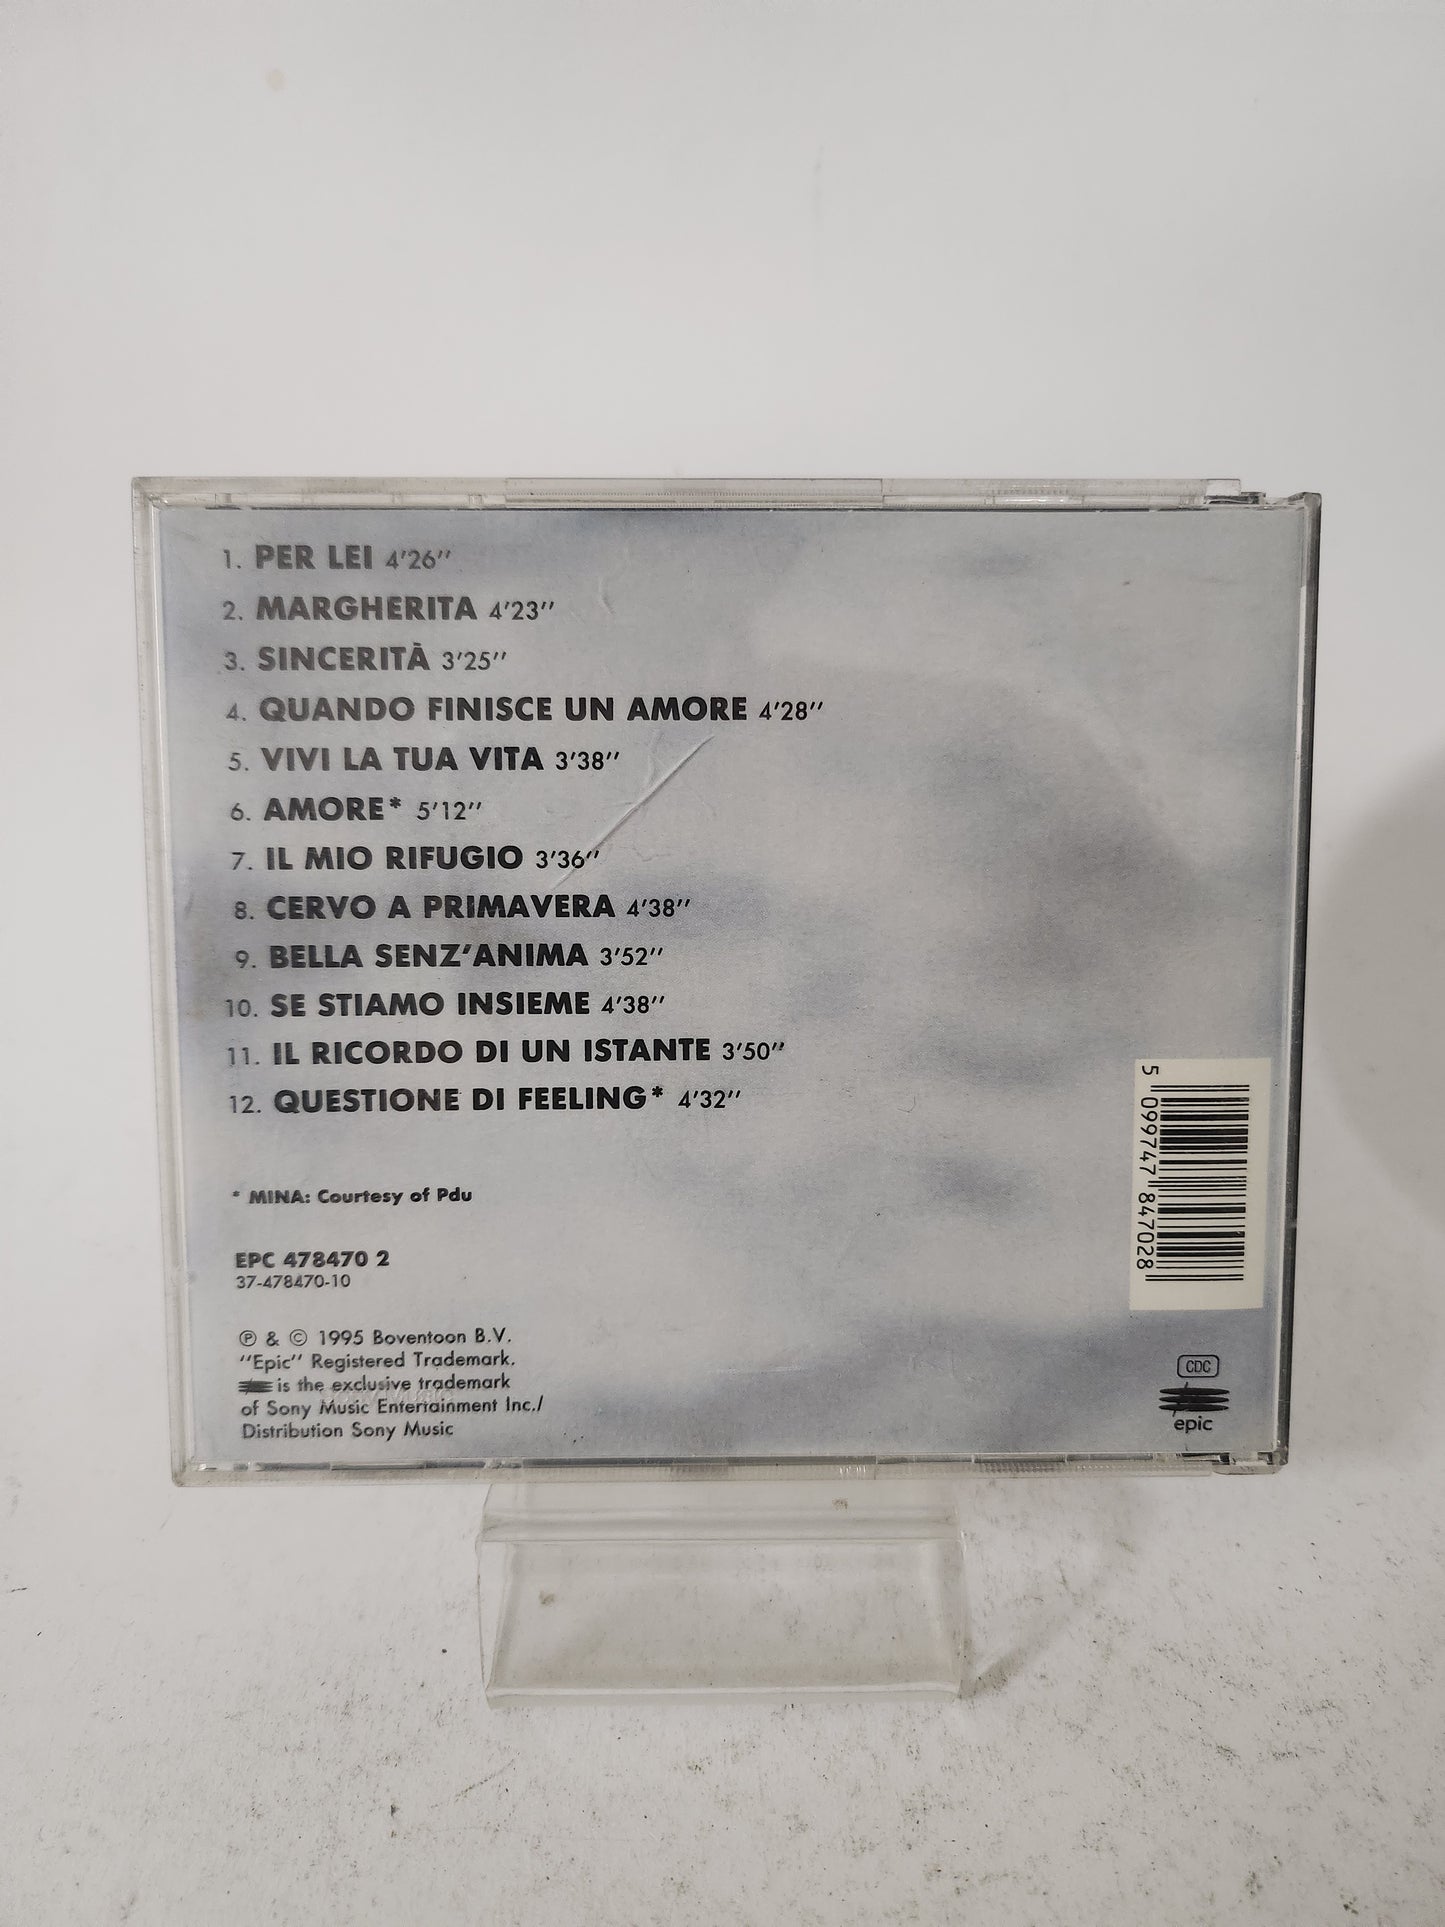 1. PER LEI 4'26''
2. MARGHERITA 4'23''
3. SINCERITÀ 3'25''
4. QUANDO FINISCE UN AMORE 4'28''
5. VIVI LA TUA VITA 3'38''
6. AMORE* 5'12''
7. IL MIO RIFUGIO 3'36''
8. CERVO A PRIMAVERA 4'38''
9. BELLA SENZ'ANIMA 3'52''
10. SE STIAMO INSIEME 4'38''
11. IL RICORDO DI UN ISTANTE 3'50''
12. QUESTIONE DI FEELING* 4'32''
* MINA: Courtesy of Pdu
EPC 478470 2
37-478470-10
℗ & © 1995 Boventoon B.V.
''Epic'' Registered Trademark.
is the exclusive trademark
of Sony Music Entertainment Inc./
Distribution Sony Music
5 099747 847028
CDC
epic